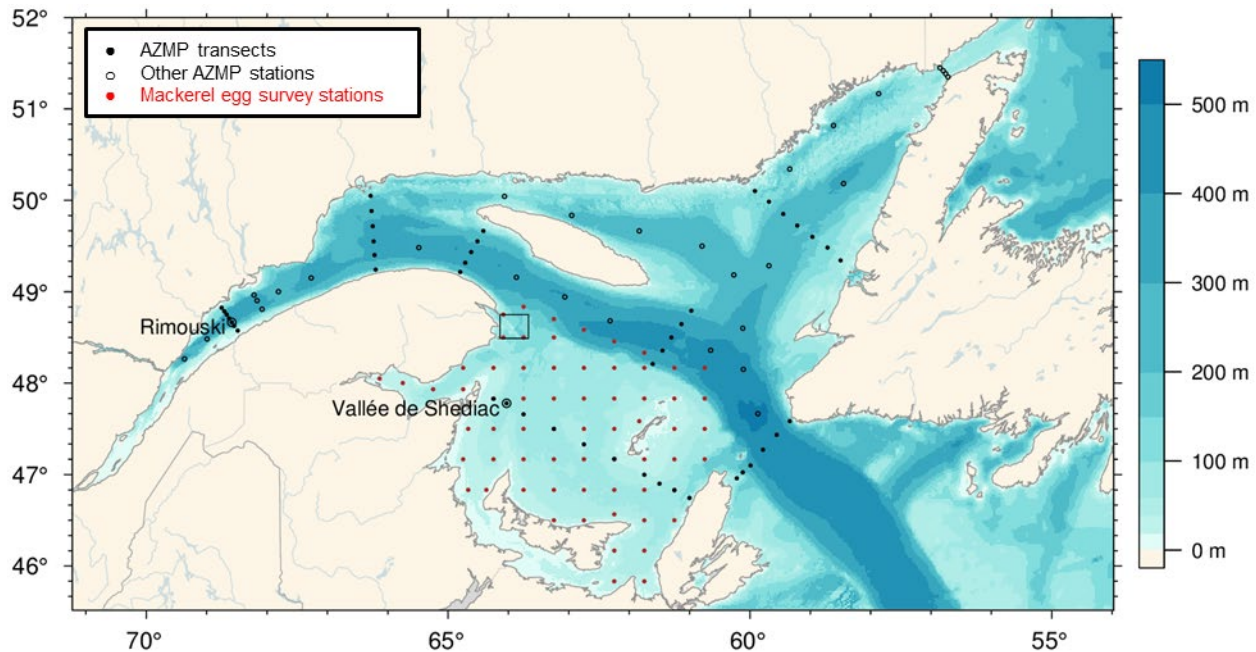 52°
AZMP transects
Other AZMP stations
Mackerel egg survey stations
51°
500 m
50°
400 m
49°
300 m
Rimouski
48°
200 m
Vallée de Shediac
47°
100 m
46°
0 m
70°
65°
60°
55°